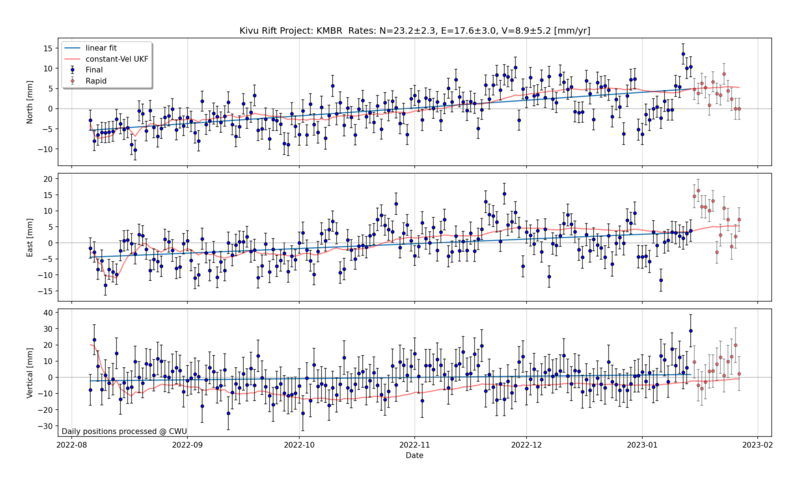 Kivu Rift Project: KMBR  Rates: N=23.2±2.3, E=17.6±3.0, V=8.9±5.2 [mm/yr]
linear fit
constant-Vel UKF
Final
Rapid
North [mm]
15
10
5
0
−5
−10
East [mm]
20
15
10
5
0
−5
−10
−15
Vertical [mm]
40
30
20
10
0
−10
−20
−30
Daily positions processed @ CWU
2022-08
2022-09
2022-10
2022-11
2022-12
2023-01
2023-02
Date